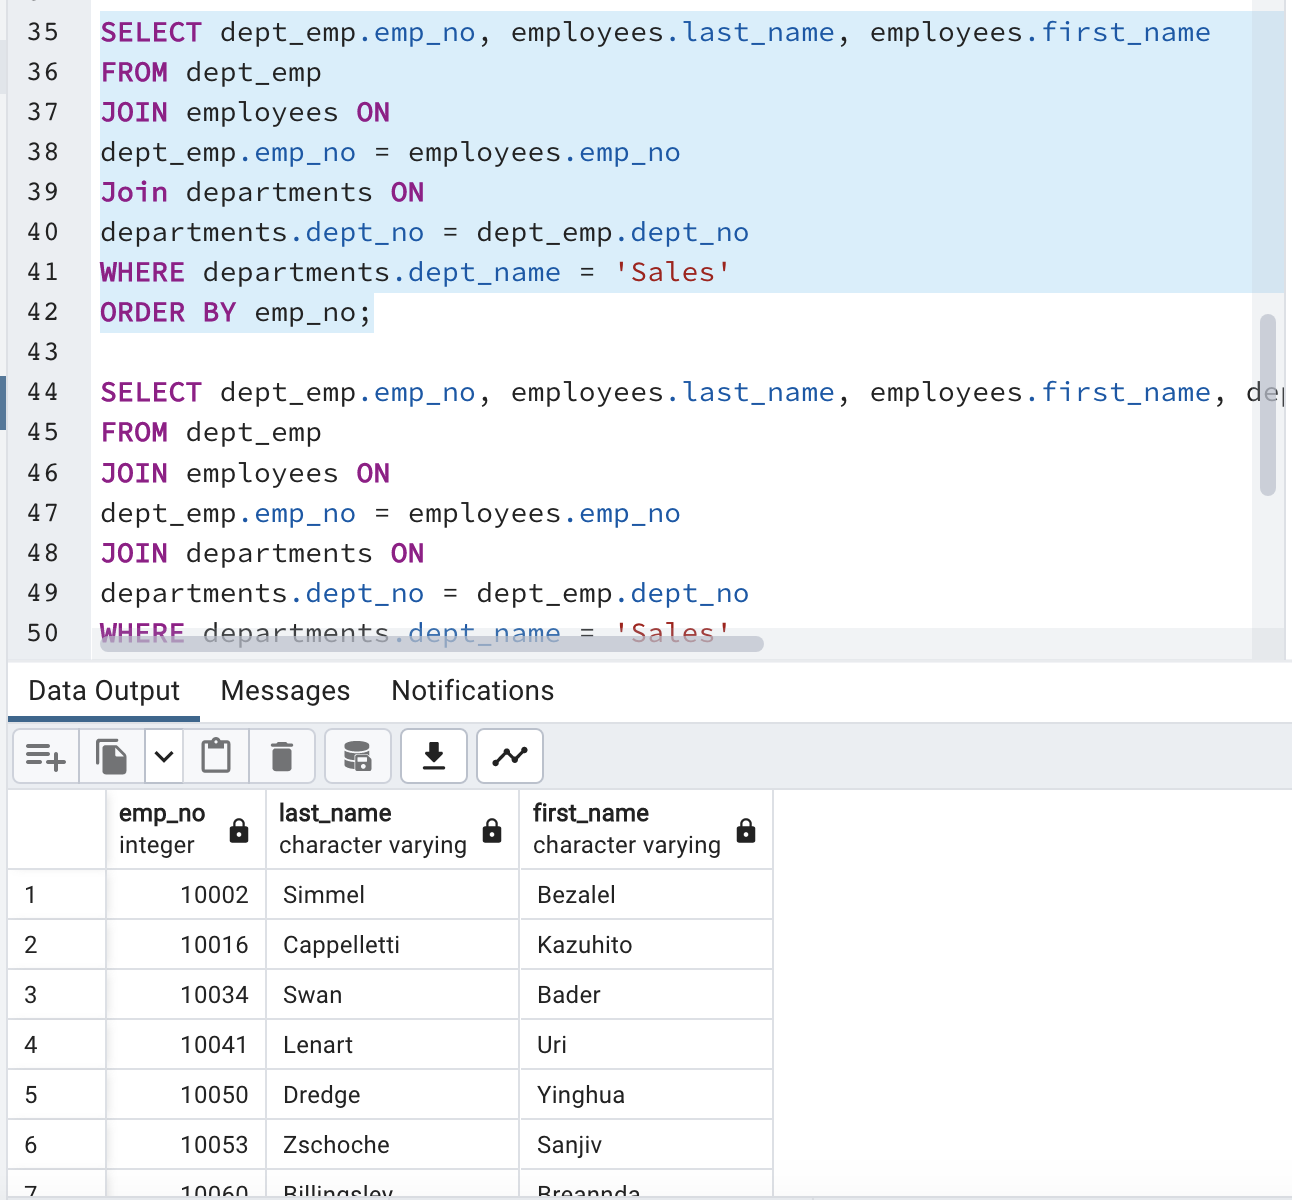 35 SELECT dept_emp.emp_no, employees.last_name, employees.first_name
36 FROM dept_emp
37 JOIN employees ON
38 dept_emp.emp_no = employees.emp_no
39 Join departments ON
40 departments.dept_no = dept_emp.dept_no
41 WHERE departments.dept_name = 'Sales'
42 ORDER BY emp_no;
43
44 SELECT dept_emp.emp_no, employees.last_name, employees.first_name, dep
45 FROM dept_emp
46 JOIN employees ON
47 dept_emp.emp_no = employees.emp_no
48 JOIN departments ON
49 departments.dept_no = dept_emp.dept_no
50 WHERE departments.dept_name = 'Sales'
Data Output Messages Notifications
emp_no last_name first_name
integer character varying character varying
1 10002 Simmel Bezalel
2 10016 Cappelletti Kazuhito
3 10034 Swan Bader
4 10041 Lenart Uri
5 10050 Dredge Yinghua
6 10053 Zschoche Sanjiv
7 10060 Billingsley Breannda